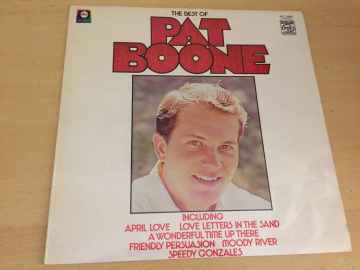 THE BEST OF
PAT
BOONE
INCLUDING
APRIL LOVE LOVE LETTERS IN THE SAND
A WONDERFUL TIME UP THERE
FRIENDLY PERSUASION MOODY RIVER
SPEEDY GONZALES